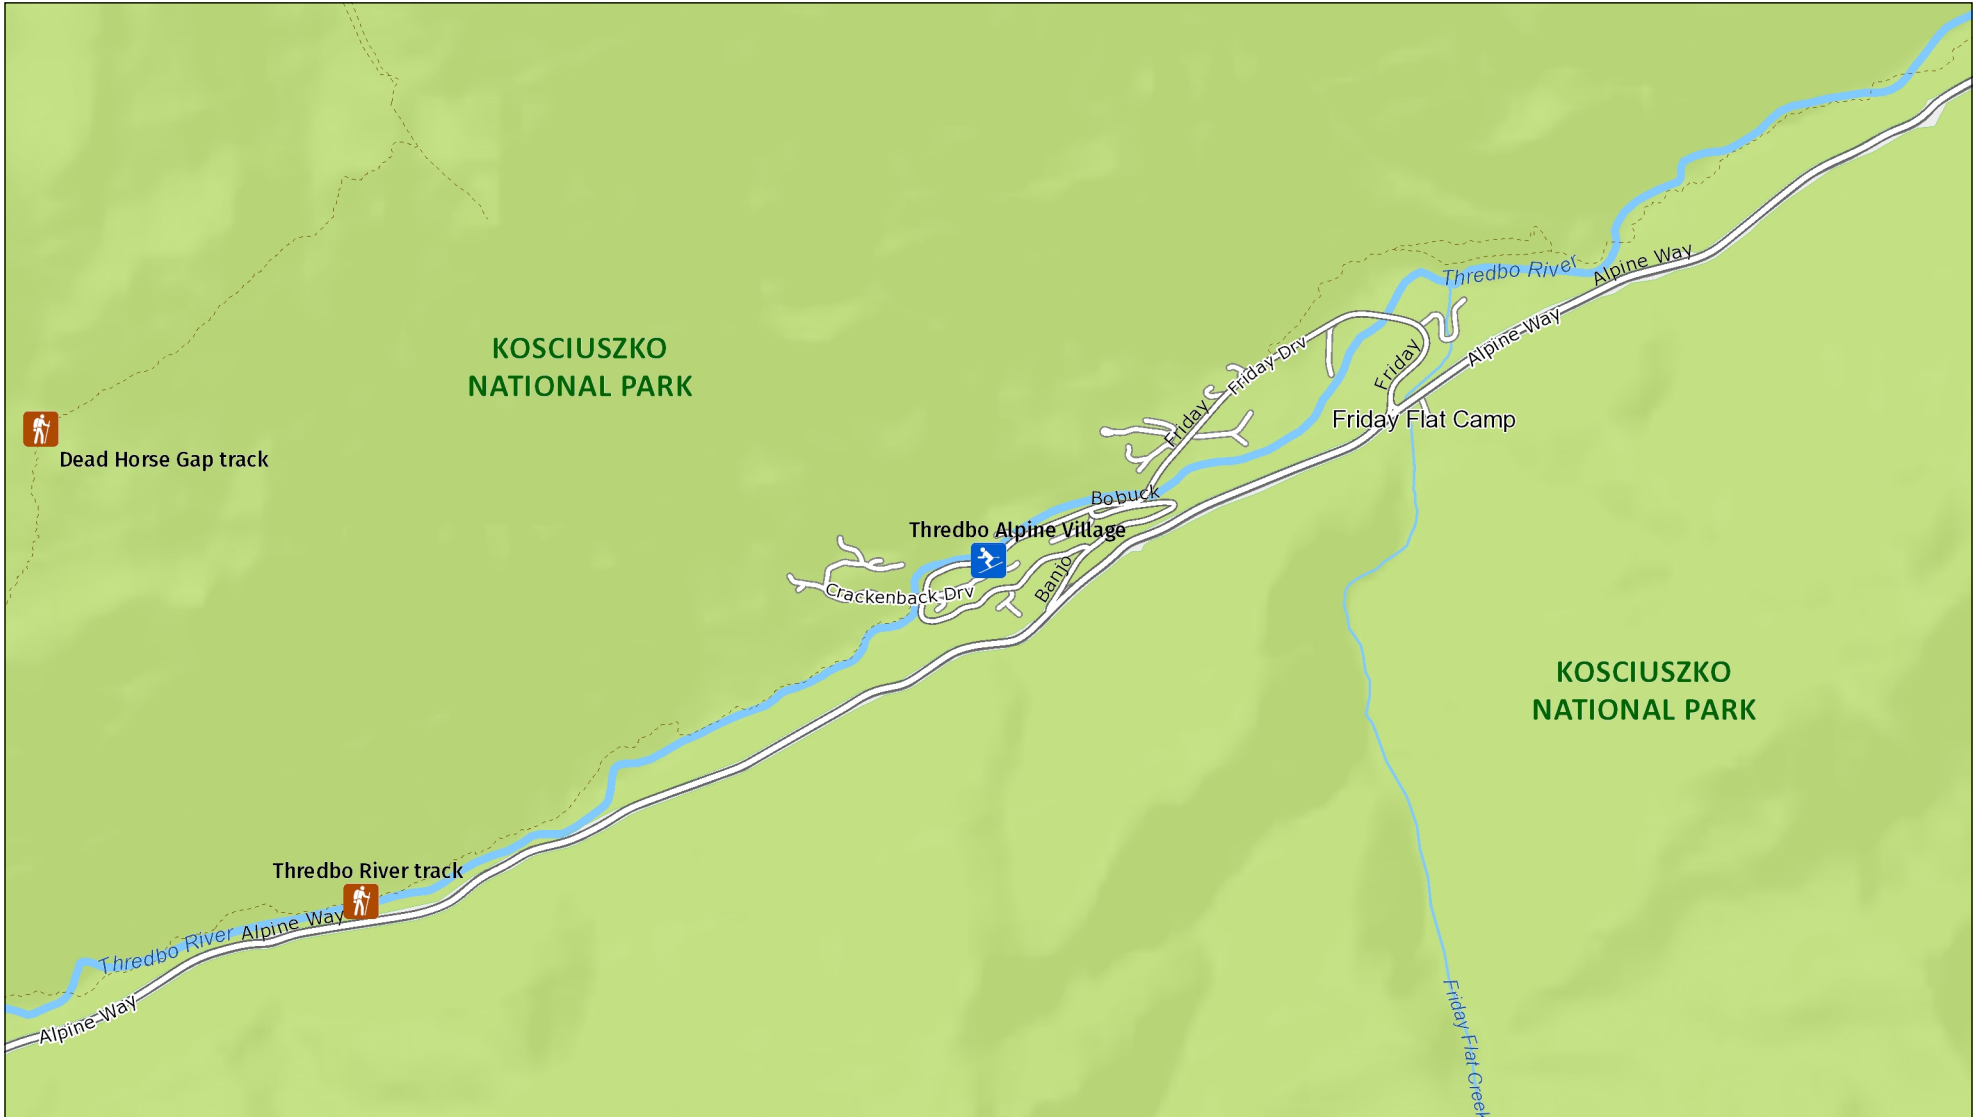 Thredbo River
Alpine Way
Alpine Way
KOSCIUSZKO
NATIONAL PARK
Friday Drv
Friday
Friday
Friday Flat Camp
Dead Horse Gap track
Bobuck
Thredbo Alpine Village
Banjo
Crackenback Drv
KOSCIUSZKO
NATIONAL PARK
Thredbo River track
Alpine Way
Thredbo River
Alpine Way
Friday Flat Creek